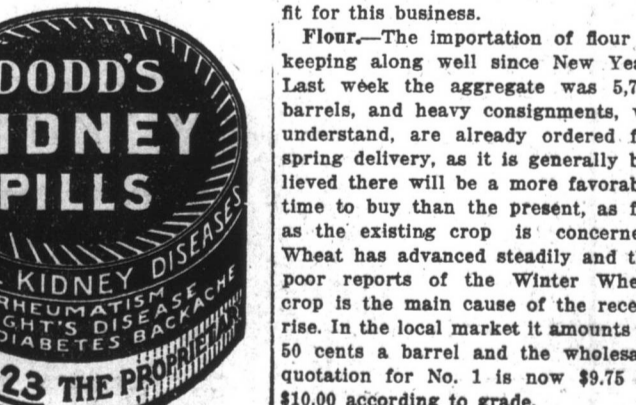 DODD'S
IDNEY
PILLS
KIDNEY DISEASES
RHEUMATISM
GHT'S DISEASE
DIABETES BACKACHE
23 THE PROPRIETA
fit for this business.
Flour.—The importation of flour
keeping along well since New Yea
Last week the aggregate was 5,7
barrels, and heavy consignments, w
understand, are already ordered f
spring delivery, as it is generally b
lieved there will be a more favorab
time to buy than the present, as f
as the existing crop is concerne
Wheat has advanced steadily and th
poor reports of the Winter Whe
crop is the main cause of the rece
rise. In the local market it amounts
50 cents a barrel and the wholesa
quotation for No. 1 is now $9.75
$10.00 according to grade.